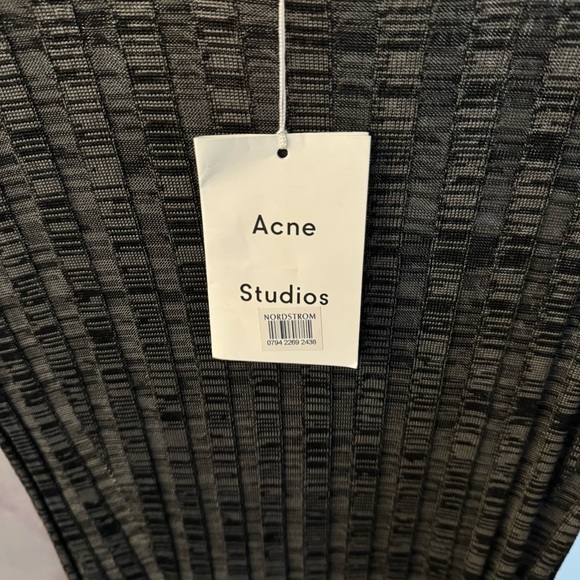 Acne
Studios
NORDSTROM
0794 2269 2438